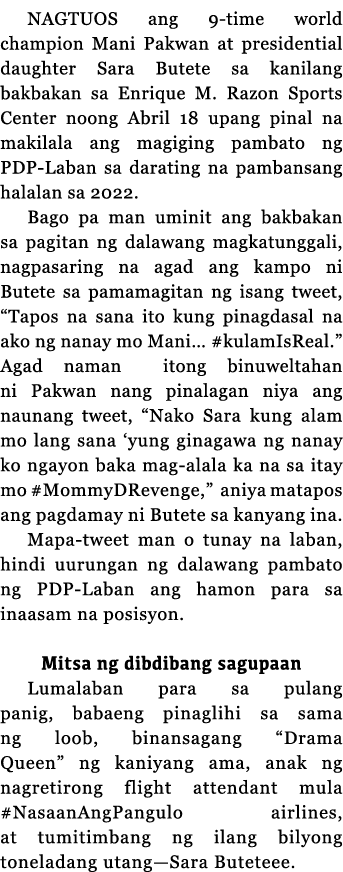 NAGTUOS ang 9-time world
champion Mani Pakwan at presidential
daughter Sara Butete sa kanilang
bakbakan sa Enrique M. Razon Sports
Center noong Abril 18 upang pinal na
makilala ang magiging pambato ng
PDP-Laban sa darating na pambansang
halalan sa 2022.
Bago pa man uminit ang bakbakan
sa pagitan ng dalawang magkatunggali,
nagpasaring na agad ang kampo ni
Butete sa pamamagitan ng isang tweet,
“Tapos na sana ito kung pinagdasal na
ako ng nanay mo Mani... #kulamIsReal.”
Agad naman itong binuweltahan
ni Pakwan nang pinalagan niya ang
naunang tweet, “Nako Sara kung alam
mo lang sana ‘yung ginagawa ng nanay
ko ngayon baka mag-alala ka na sa itay
mo #MommyDRevenge,” aniya matapos
ang pagdamay ni Butete sa kanyang ina.
Mapa-tweet man o tunay na laban,
hindi uurungan ng dalawang pambato
ng PDP-Laban ang hamon para sa
inaasam na posisyon.
Mitsa ng dibdibang sagupaan
Lumalaban para sa pulang
panig, babaeng pinaglihi sa sama
ng loob, binansagang “Drama
Queen” ng kaniyang ama, anak ng
nagretirong flight attendant mula
#NasaanAngPangulo airlines,
at tumitimbang ng ilang bilyong
toneladang utang—Sara Buteteee.